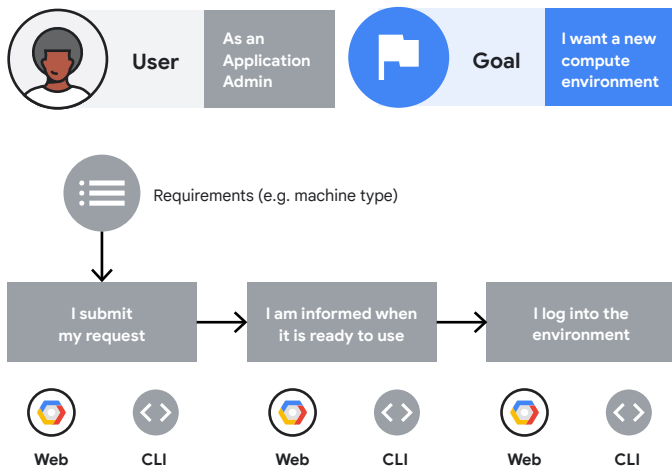 User
As an
Application
Admin
Goal
I want a new
compute
environment
Requirements (e.g. machine type)
I submit
my request
I am informed when
it is ready to use
I log into the
environment
Web
CLI
Web
CLI
Web
CLI